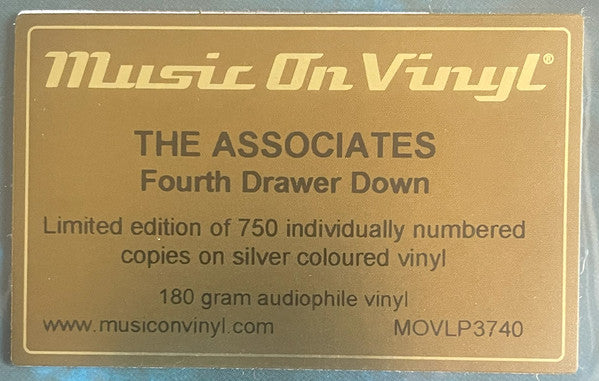 Music On Vinyl®
THE ASSOCIATES
Fourth Drawer Down
Limited edition of 750 individually numbered
copies on silver coloured vinyl
180 gram audiophile vinyl
www.musiconvinyl.com MOVLP3740